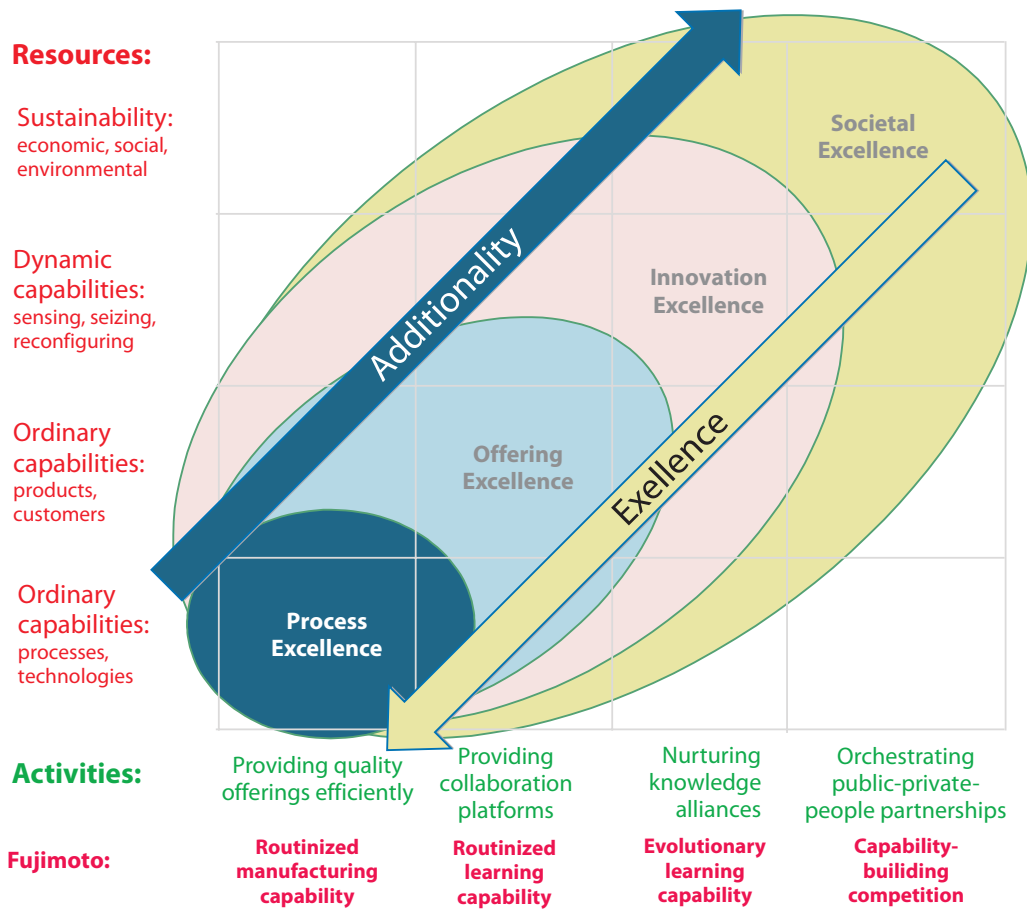 Resources:
Sustainability:
economic, social,
environmental
Dynamic
capabilities:
sensing, seizing,
reconfiguring
Ordinary
capabilities:
products,
customers
Ordinary
capabilities:
processes,
technologies
Societal
Excellence
Innovation
Excellence
Offering
Excellence
Process
Excellence
Additionality
Exellence
Activities:
Providing quality
offerings efficiently
Providing
collaboration
platforms
Nurturing
knowledge
alliances
Orchestrating
public-private-
people partnerships
Fujimoto:
Routinized
manufacturing
capability
Routinized
learning
capability
Evolutionary
learning
capability
Capability-
builiding
competition